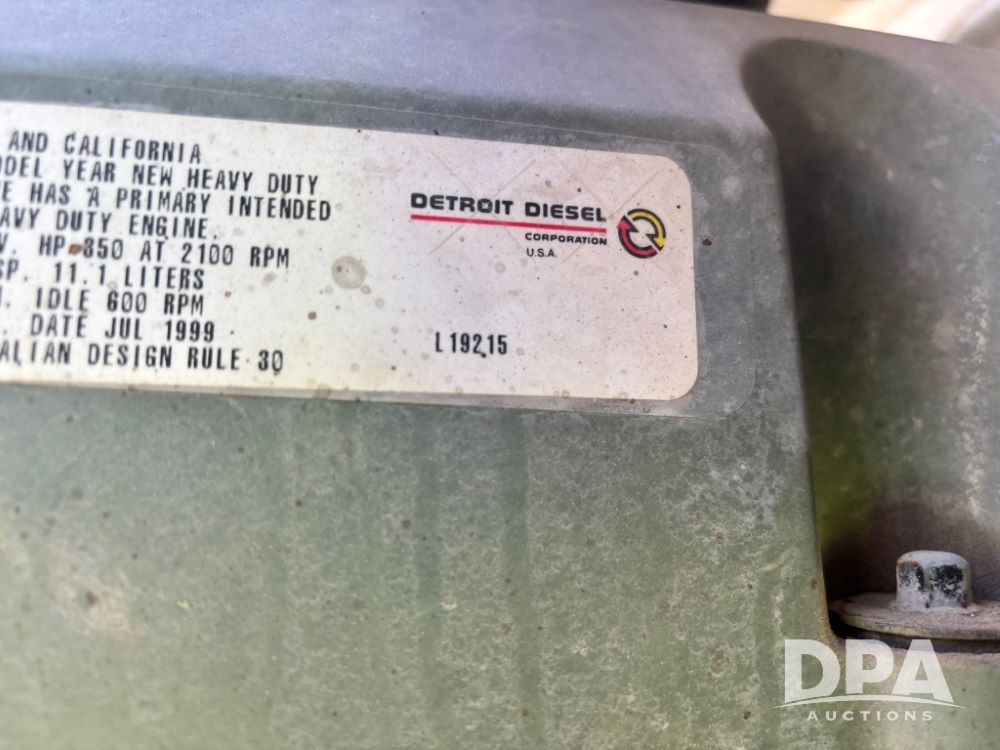 AND CALIFORNIA
ODEL YEAR NEW HEAVY DUTY
E HAS A PRIMARY INTENDED
EAVY DUTY ENGINE.
V. HP 350 AT 2100 RPM
SP. 11.1 LITERS
IDLE 600 RPM
DATE JUL 1999
ALIAN DESIGN RULE 30
DETROIT DIESEL
CORPORATION
U.S.A.
L19215
DPA
AUCTIONS